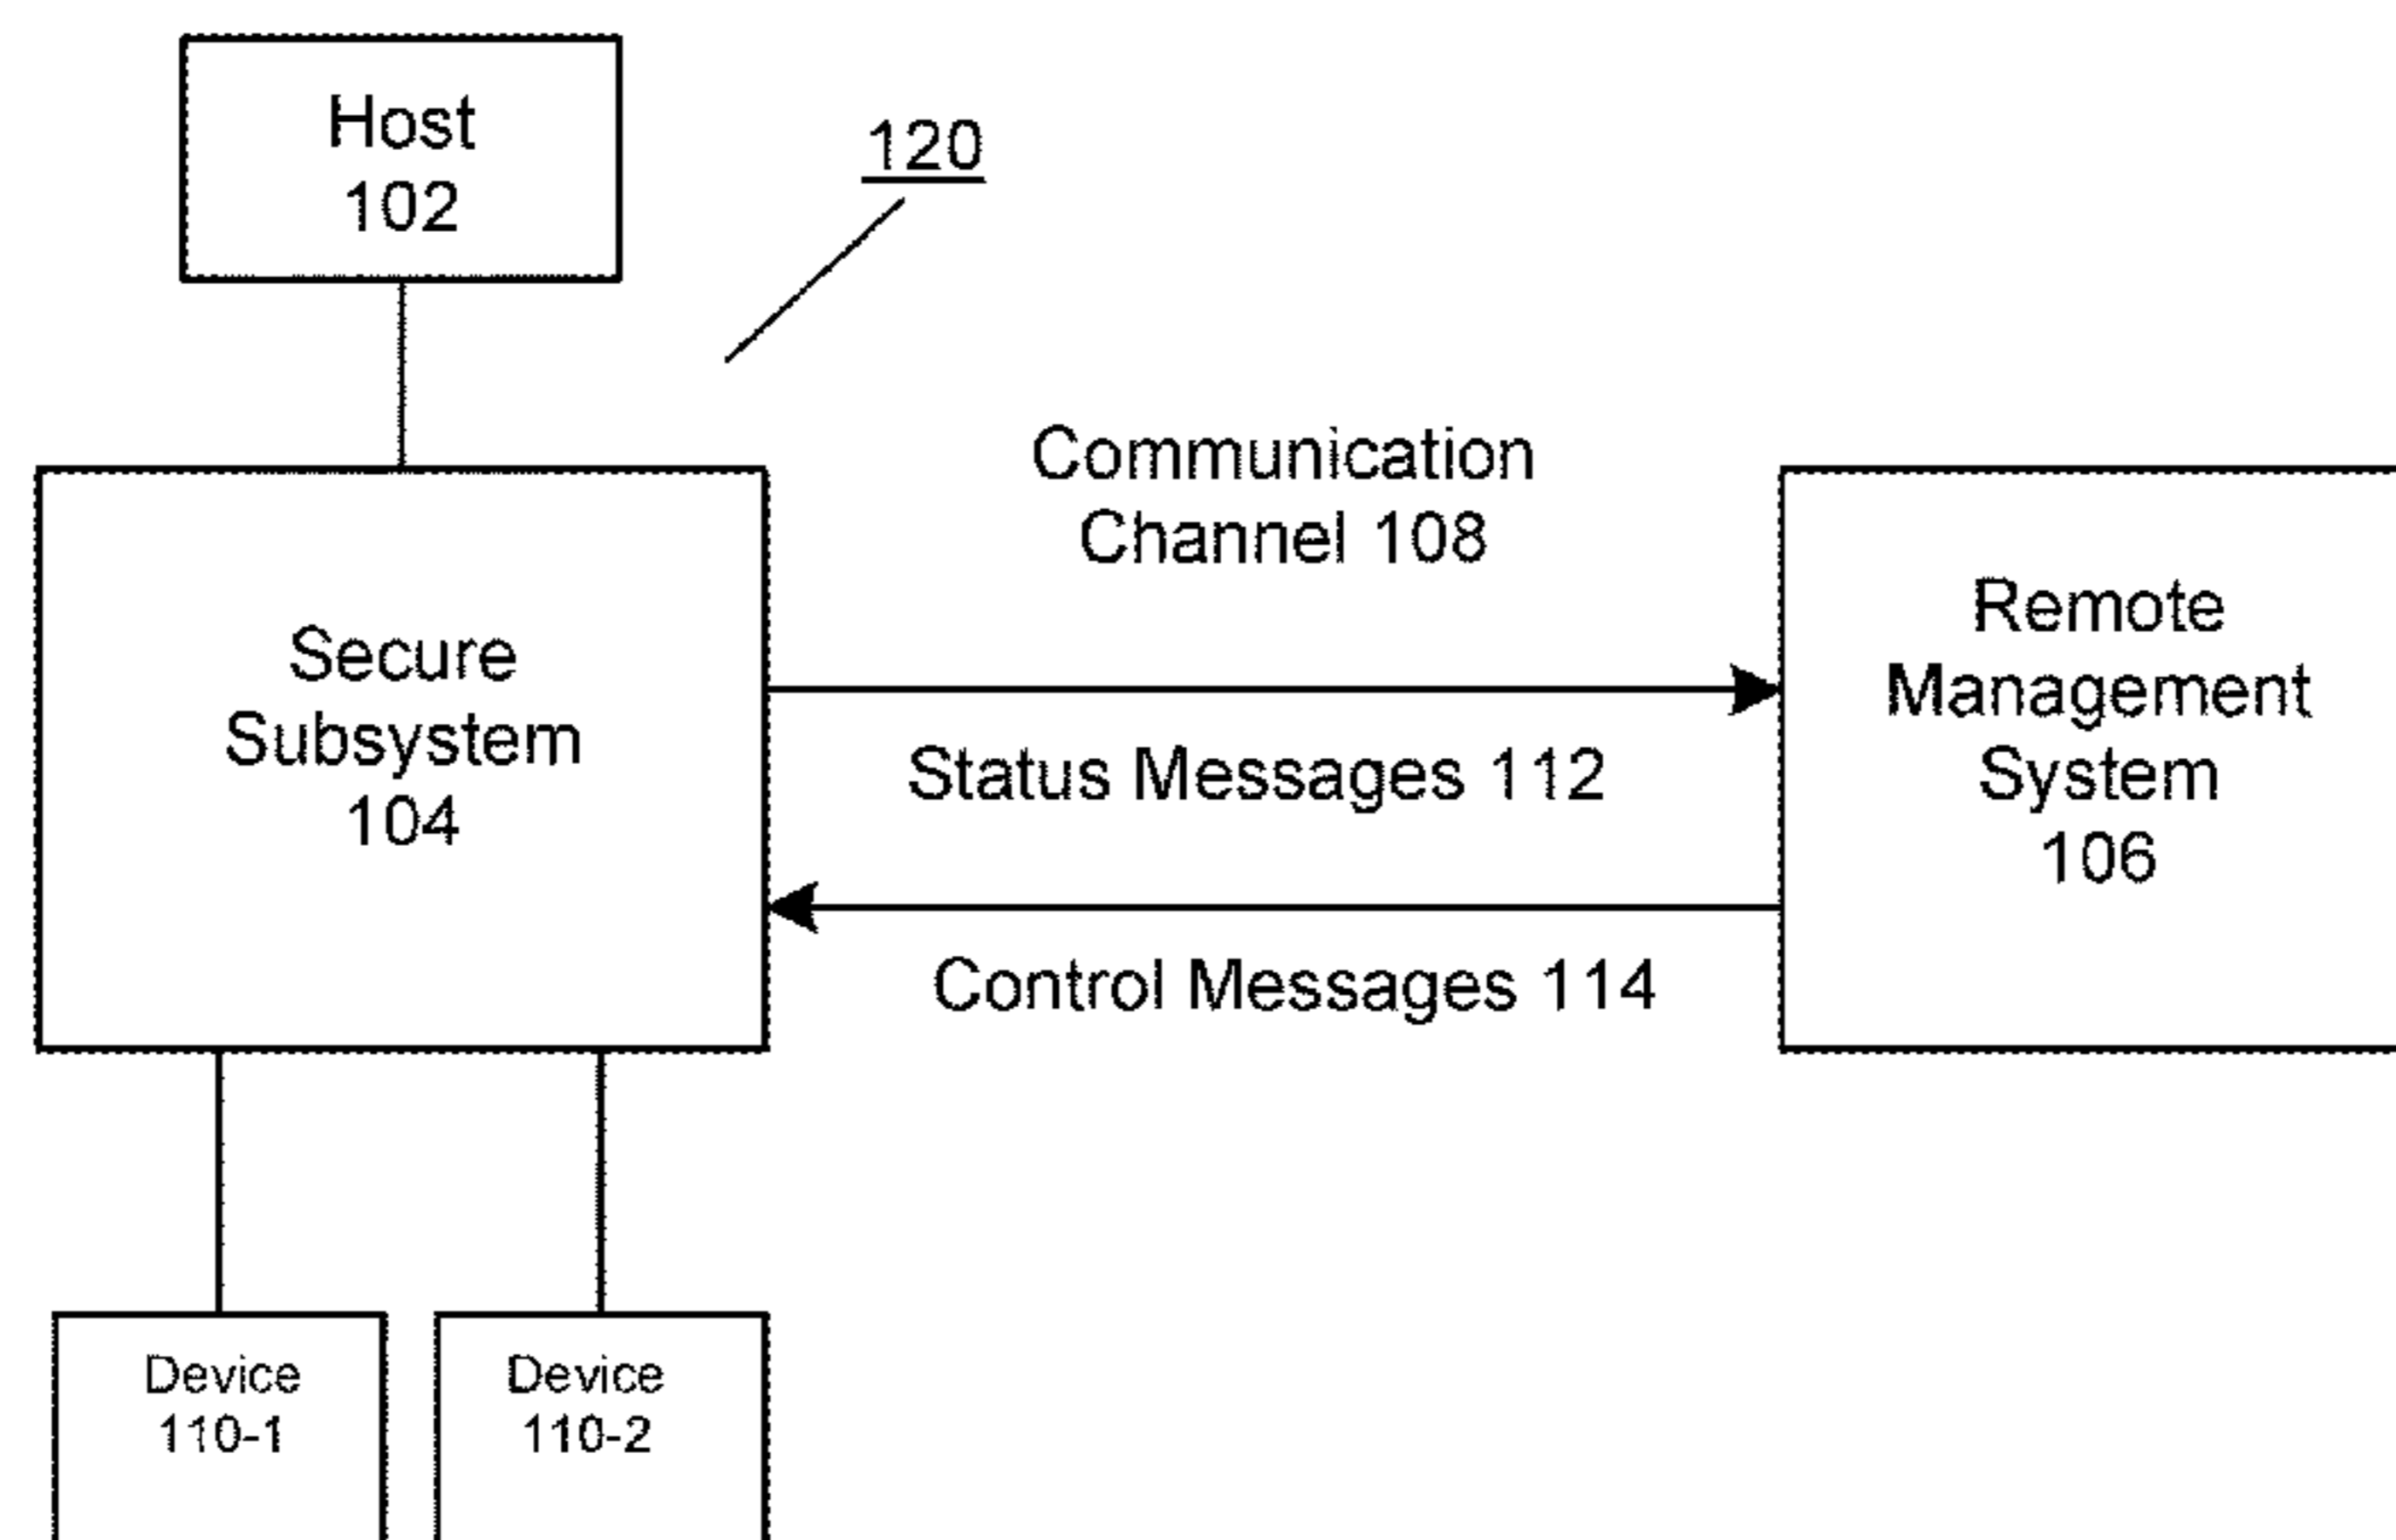 Host
102
120
Communication
Channel 108
Secure
Subsystem
104
Status Messages 112
Control Messages 114
Remote
Management
System
106
Device
110-1
Device
110-2